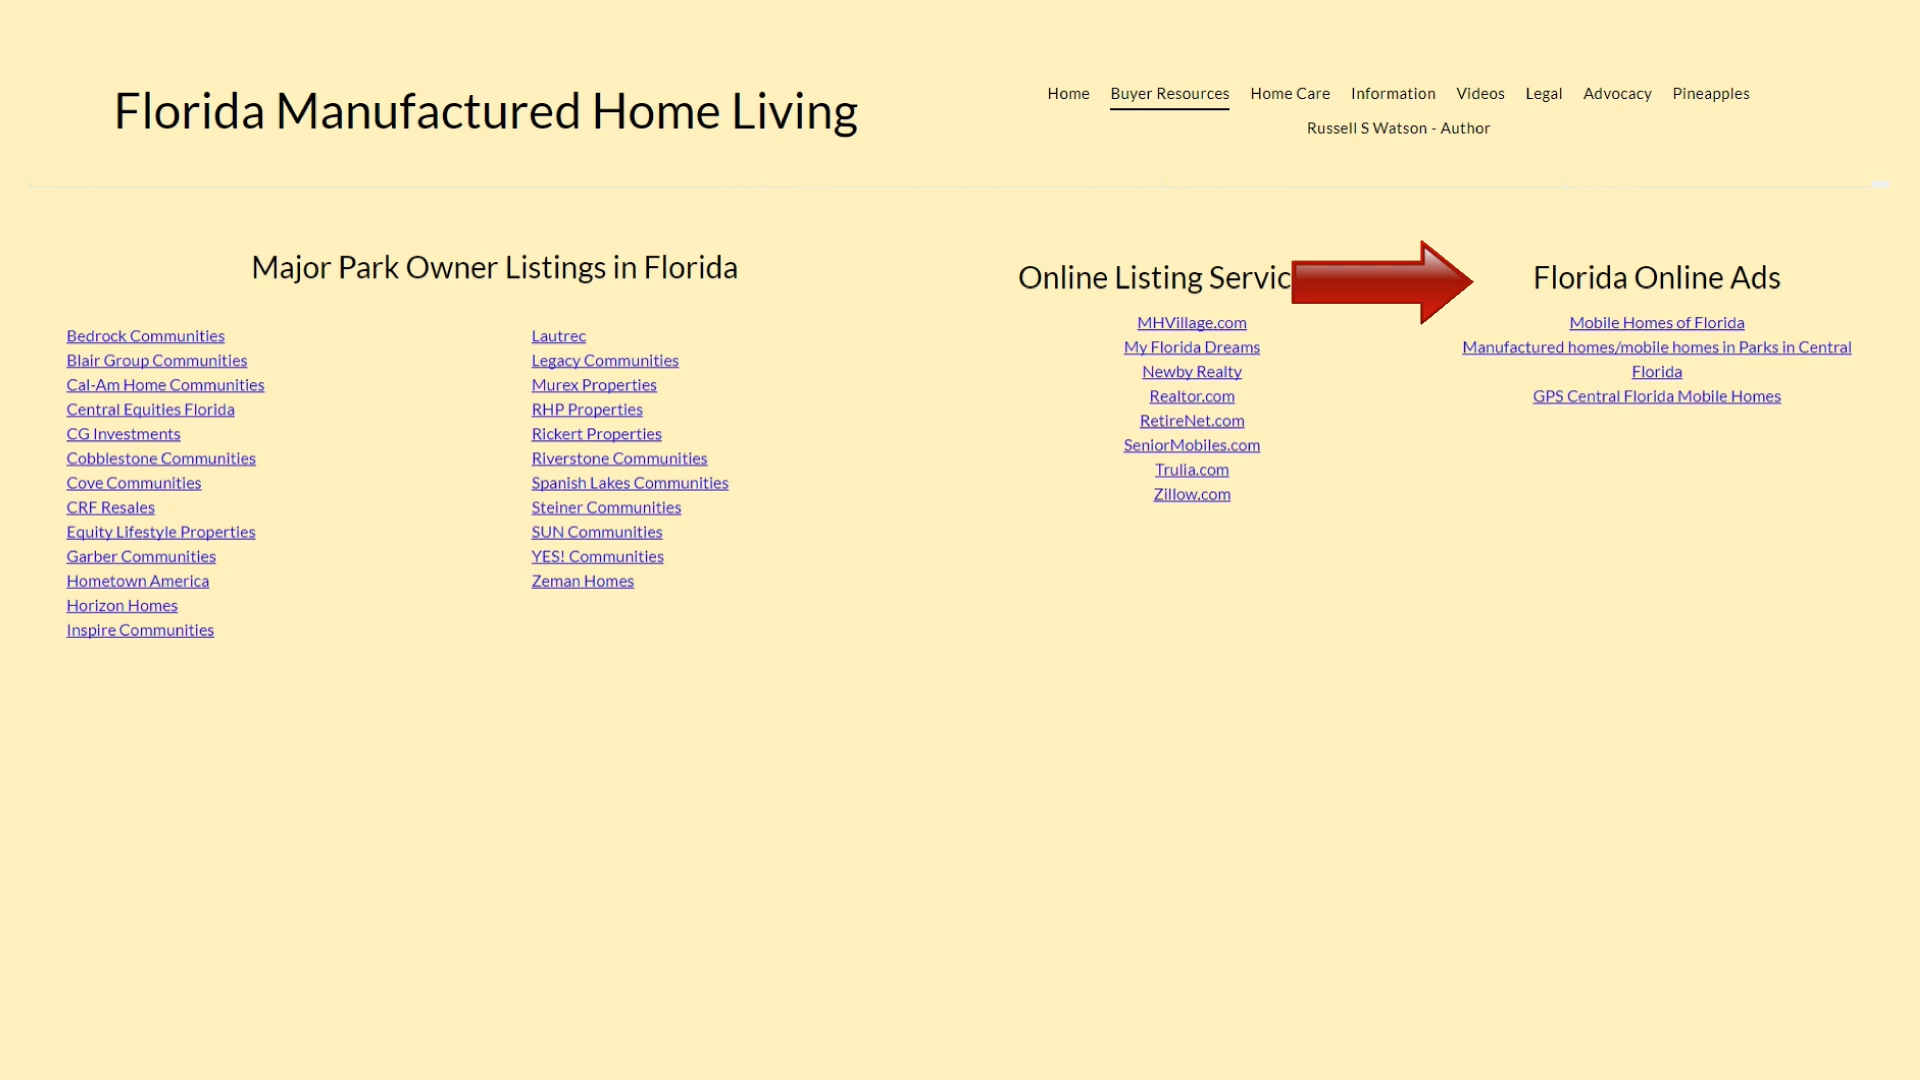 Florida Manufactured Home Living
Home Buyer Resources Home Care Information Videos Legal Advocacy Pineapples
Russell S Watson - Author
Major Park Owner Listings in Florida
Bedrock Communities
Blair Group Communities
Cal-Am Home Communities
Central Equities Florida
CG Investments
Cobblestone Communities
Cove Communities
CRF Resales
Equity Lifestyle Properties
Garber Communities
Hometown America
Horizon Homes
Inspire Communities
Lautrec
Legacy Communities
Murex Properties
RHP Properties
Rickert Properties
Riverstone Communities
Spanish Lakes Communities
Steiner Communities
SUN Communities
YES! Communities
Zeman Homes
Online Listing Servic
MHVillage.com
My Florida Dreams
Newby Realty
Realtor.com
RetireNet.com
SeniorMobiles.com
Trulia.com
Zillow.com
Florida Online Ads
Mobile Homes of Florida
Manufactured homes/mobile homes in Parks in Central
Florida
GPS Central Florida Mobile Homes